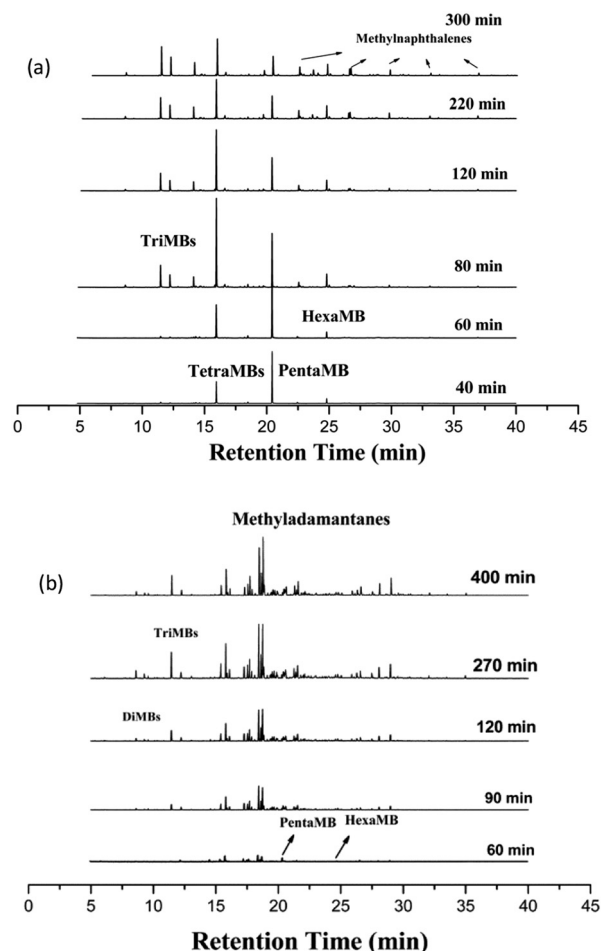 (a)
300 min
Methylnaphthalenes
220 min
120 min
TriMBs
80 min
HexaMB
60 min
TetraMBs PentaMB
40 min
0 5 10 15 20 25 30 35 40 45
Retention Time (min)
(b)
Methyladamantanes
400 min
TriMBs
270 min
DiMBs
120 min
90 min
PentaMB HexaMB
60 min
0 5 10 15 20 25 30 35 40 45
Retention Time (min)